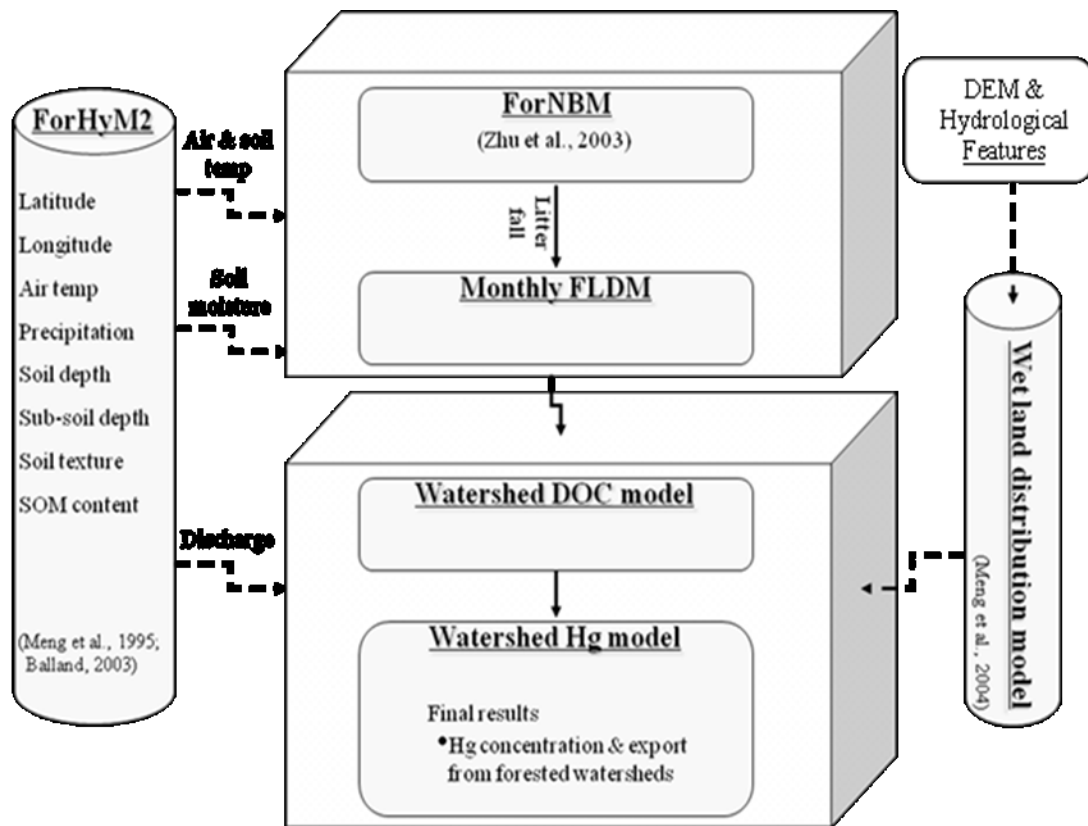 ForHyM2
Latitude
Longitude
Air temp
Precipitation
Soil depth
Sub-soil depth
Soil texture
SOM content
(Meng et al., 1995;
Balland, 2003)
Air & soil
temp
Soil
moisture
Discharge
ForNBM
(Zhu et al., 2003)
Litter
fall
Monthly FLDM
Watershed DOC model
Watershed Hg model
Final results
•Hg concentration & export
from forested watersheds
DEM &
Hydrological
Features
Wet land distribution model
(Meng et al., 2004)